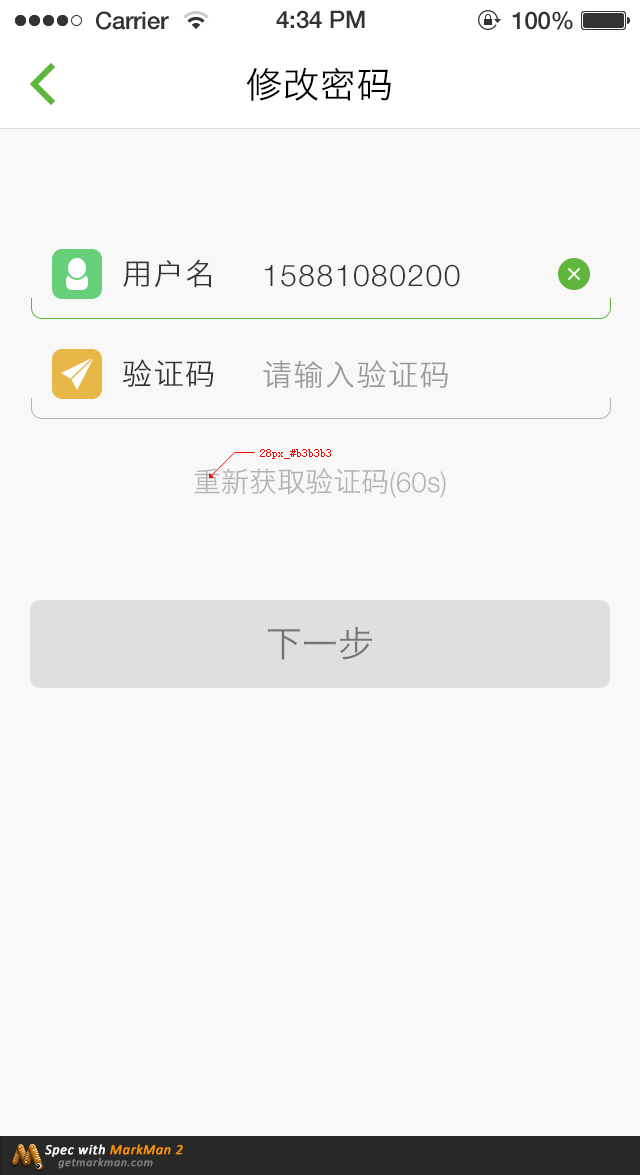 Carrier 4:34 PM 100%
修改密码
用户名 15881080200
验证码 请输入验证码
28px_#b3b3b3
重新获取验证码(60s)
下一步
Spec with MarkMan 2
getmarkman.com